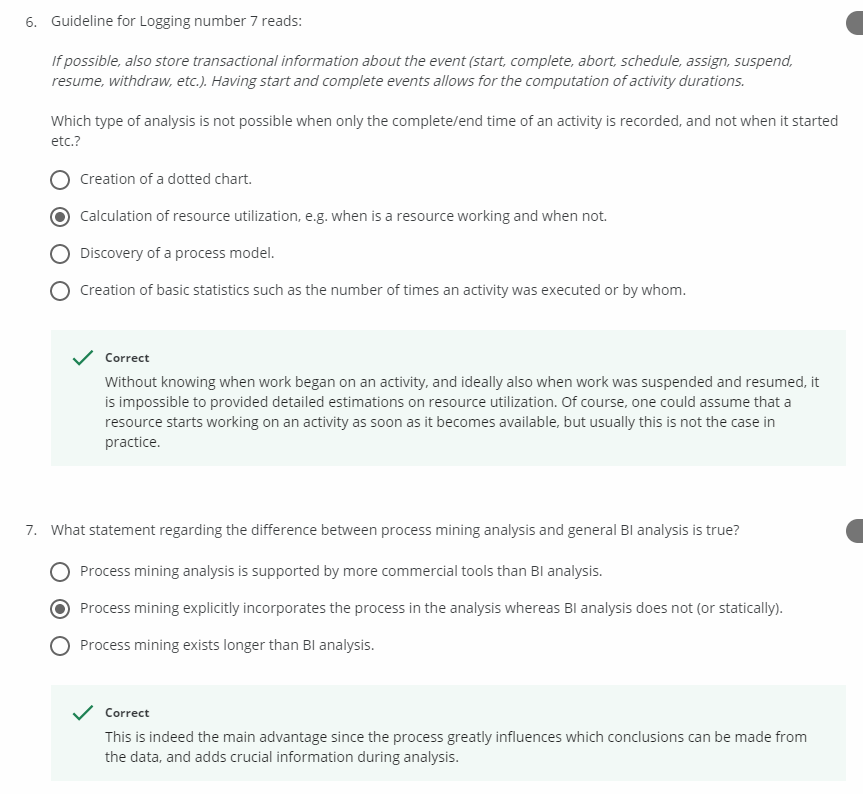 6. Guideline for Logging number 7 reads:
If possible, also store transactional information about the event (start, complete, abort, schedule, assign, suspend,
resume, withdraw, etc.). Having start and complete events allows for the computation of activity durations.
Which type of analysis is not possible when only the complete/end time of an activity is recorded, and not when it started
etc.?
Creation of a dotted chart.
Calculation of resource utilization, e.g. when is a resource working and when not.
Discovery of a process model.
Creation of basic statistics such as the number of times an activity was executed or by whom.
Correct
Without knowing when work began on an activity, and ideally also when work was suspended and resumed, it
is impossible to provided detailed estimations on resource utilization. Of course, one could assume that a
resource starts working on an activity as soon as it becomes available, but usually this is not the case in
practice.
7. What statement regarding the difference between process mining analysis and general BI analysis is true?
Process mining analysis is supported by more commercial tools than BI analysis.
Process mining explicitly incorporates the process in the analysis whereas BI analysis does not (or statically).
Process mining exists longer than BI analysis.
Correct
This is indeed the main advantage since the process greatly influences which conclusions can be made from
the data, and adds crucial information during analysis.